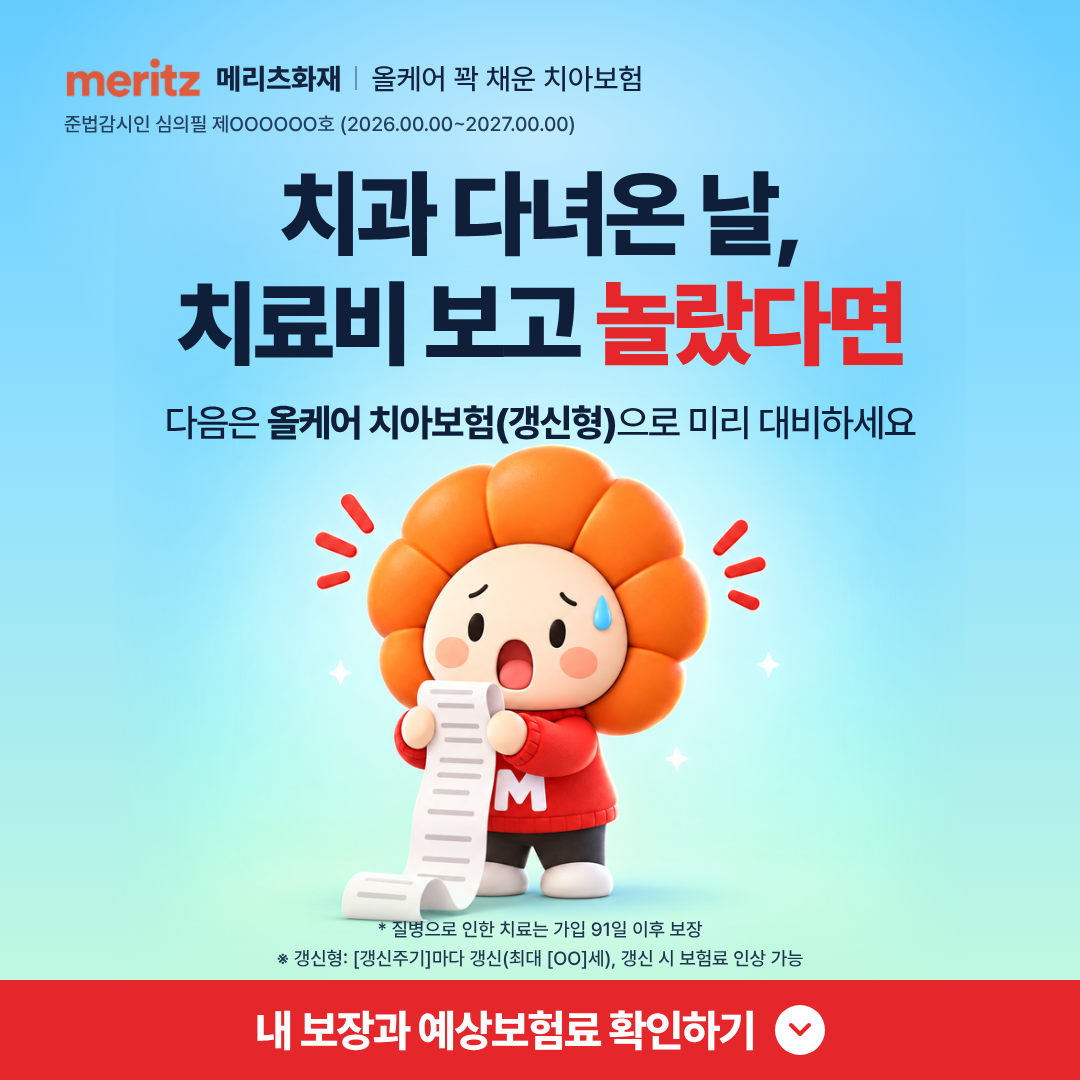 meritz 메리츠화재 | 올케어 꽉 채운 치아보험
준법감시인 심의필 제OOOOOO호 (2026.00.00~2027.00.00)
치과 다녀온 날,
치료비 보고 놀랐다면
다음은 올케어 치아보험(갱신형)으로 미리 대비하세요
M
* 질병으로 인한 치료는 가입 91일 이후 보장
※ 갱신형: [갱신주기]마다 갱신(최대 [OO]세), 갱신 시 보험료 인상 가능
내 보장과 예상보험료 확인하기